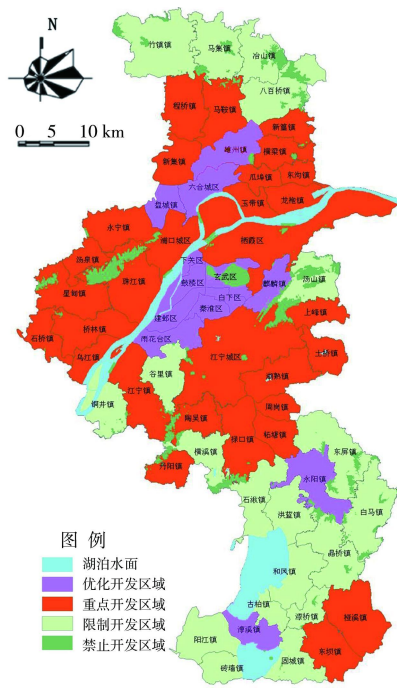 竹镇镇
马集镇
冶山镇
N
八百桥镇
程桥镇
马鞍镇
0 5 10 km
新篁镇
雄州镇
横梁镇
新集镇
瓜埠镇
东沟镇
六合城区
玉带镇
龙袍镇
盘城镇
永宁镇
浦口城区
栖霞区
汤泉镇
下关区
星甸镇
珠江镇
鼓楼区
玄武区
麒麟镇
汤山镇
白下区
秦淮区
上峰镇
建邺区
桥林镇
石桥镇
雨花台区
乌江镇
江宁城区
土桥镇
谷里镇
湖熟镇
江宁镇
铜井镇
周岗镇
陶吴镇
禄口镇
秣陵镇
横溪镇
东屏镇
丹阳镇
永阳镇
石湫镇
白马镇
洪蓝镇
图 例
晶桥镇
湖泊水面
和凤镇
优化开发区域
重点开发区域
古柏镇
桠溪镇
限制开发区域
漆桥镇
淳溪镇
阳江镇
禁止开发区域
东坝镇
固城镇
砖墙镇